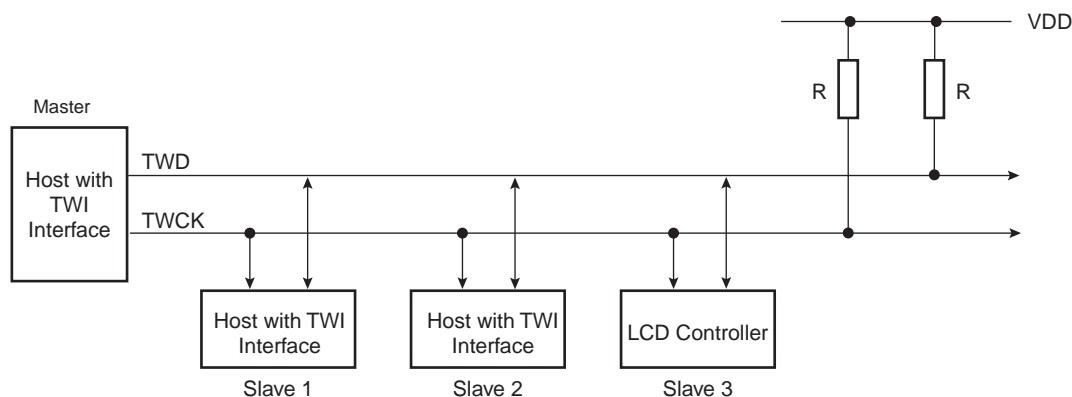 VDD
R
R
Master
Host with
TWI
Interface
TWD
TWCK
Host with TWI
Interface
Host with TWI
Interface
LCD Controller
Slave 1
Slave 2
Slave 3